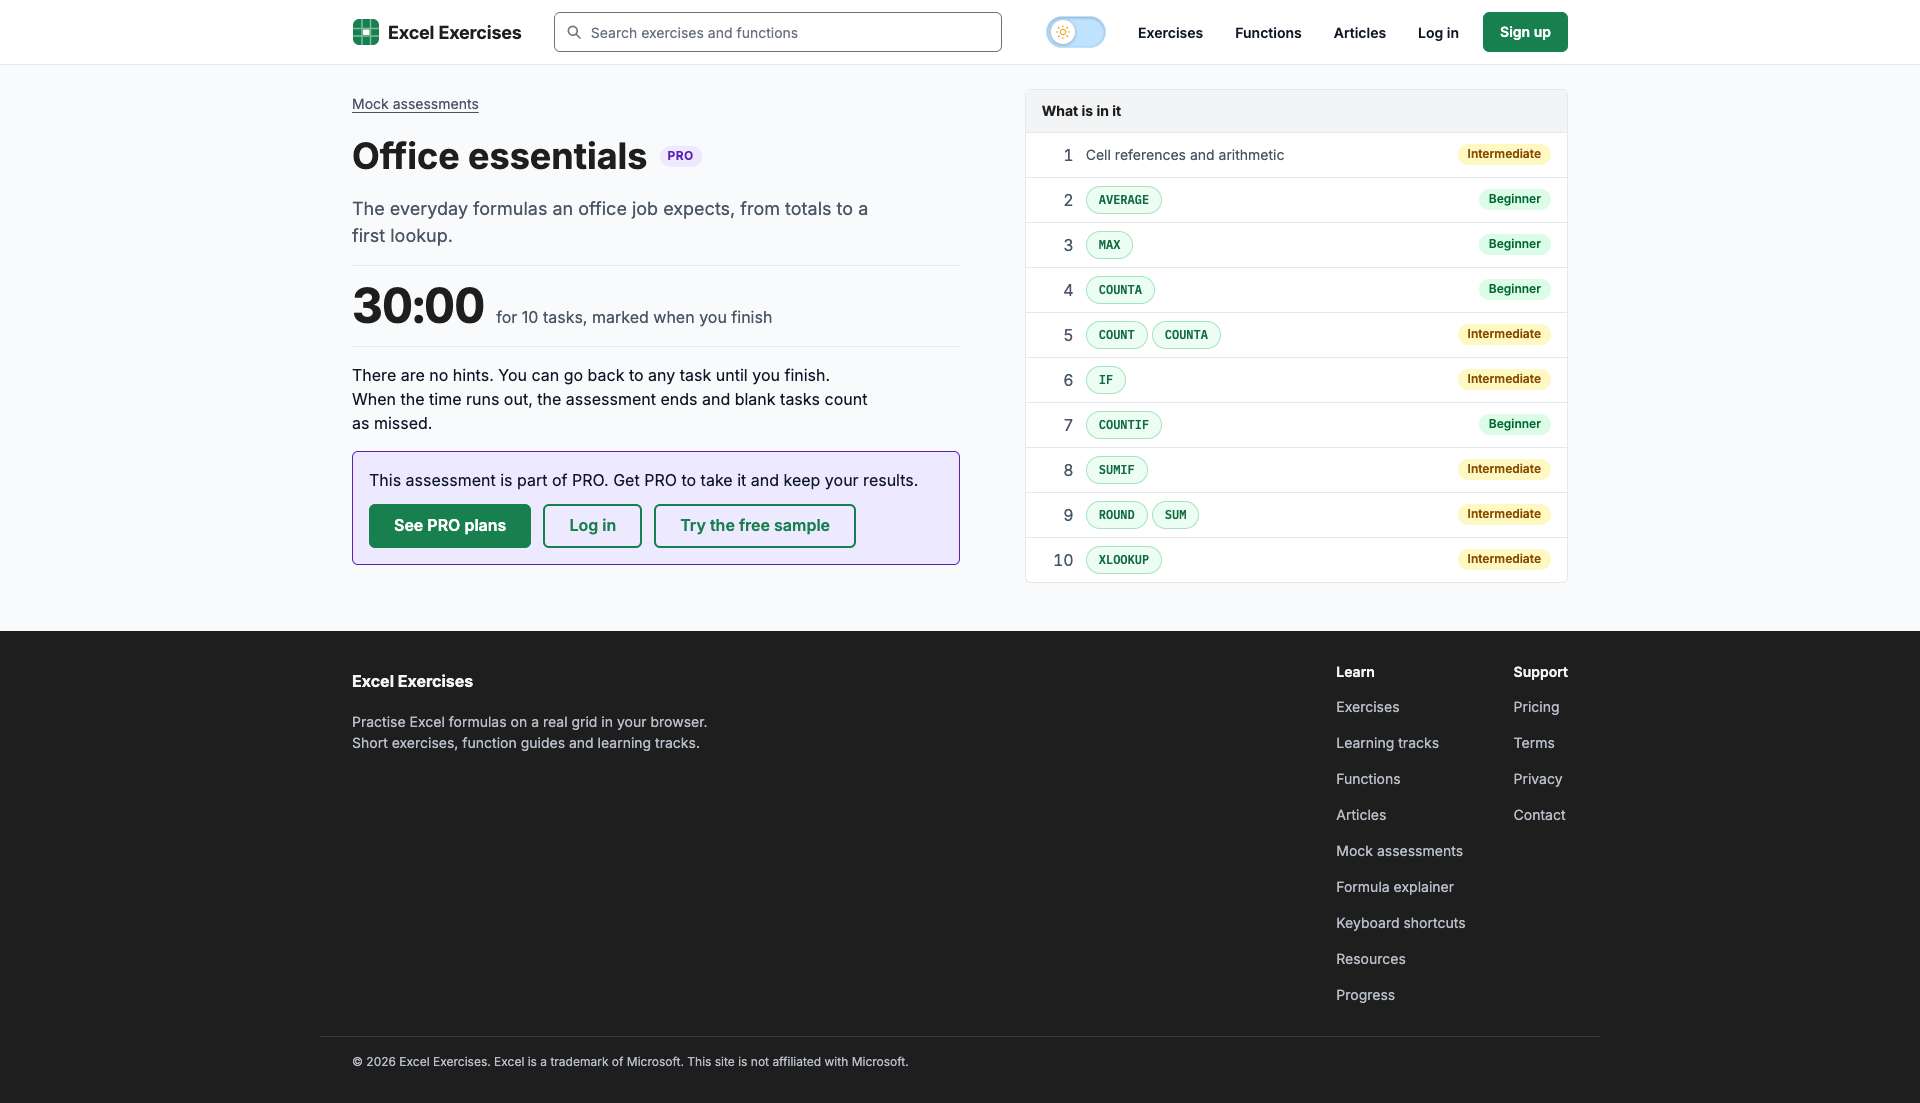 Excel Exercises
Search exercises and functions
Exercises
Functions
Articles
Log in
Sign up
Mock assessments
Office essentials PRO
The everyday formulas an office job expects, from totals to a
first lookup.
30:00 for 10 tasks, marked when you finish
There are no hints. You can go back to any task until you finish.
When the time runs out, the assessment ends and blank tasks count
as missed.
This assessment is part of PRO. Get PRO to take it and keep your results.
See PRO plans
Log in
Try the free sample
What is in it
1 Cell references and arithmetic Intermediate
2 AVERAGE Beginner
3 MAX Beginner
4 COUNTA Beginner
5 COUNT COUNTA Intermediate
6 IF Intermediate
7 COUNTIF Beginner
8 SUMIF Intermediate
9 ROUND SUM Intermediate
10 XLOOKUP Intermediate
Excel Exercises
Practise Excel formulas on a real grid in your browser.
Short exercises, function guides and learning tracks.
Learn
Exercises
Learning tracks
Functions
Articles
Mock assessments
Formula explainer
Keyboard shortcuts
Resources
Progress
Support
Pricing
Terms
Privacy
Contact
© 2026 Excel Exercises. Excel is a trademark of Microsoft. This site is not affiliated with Microsoft.